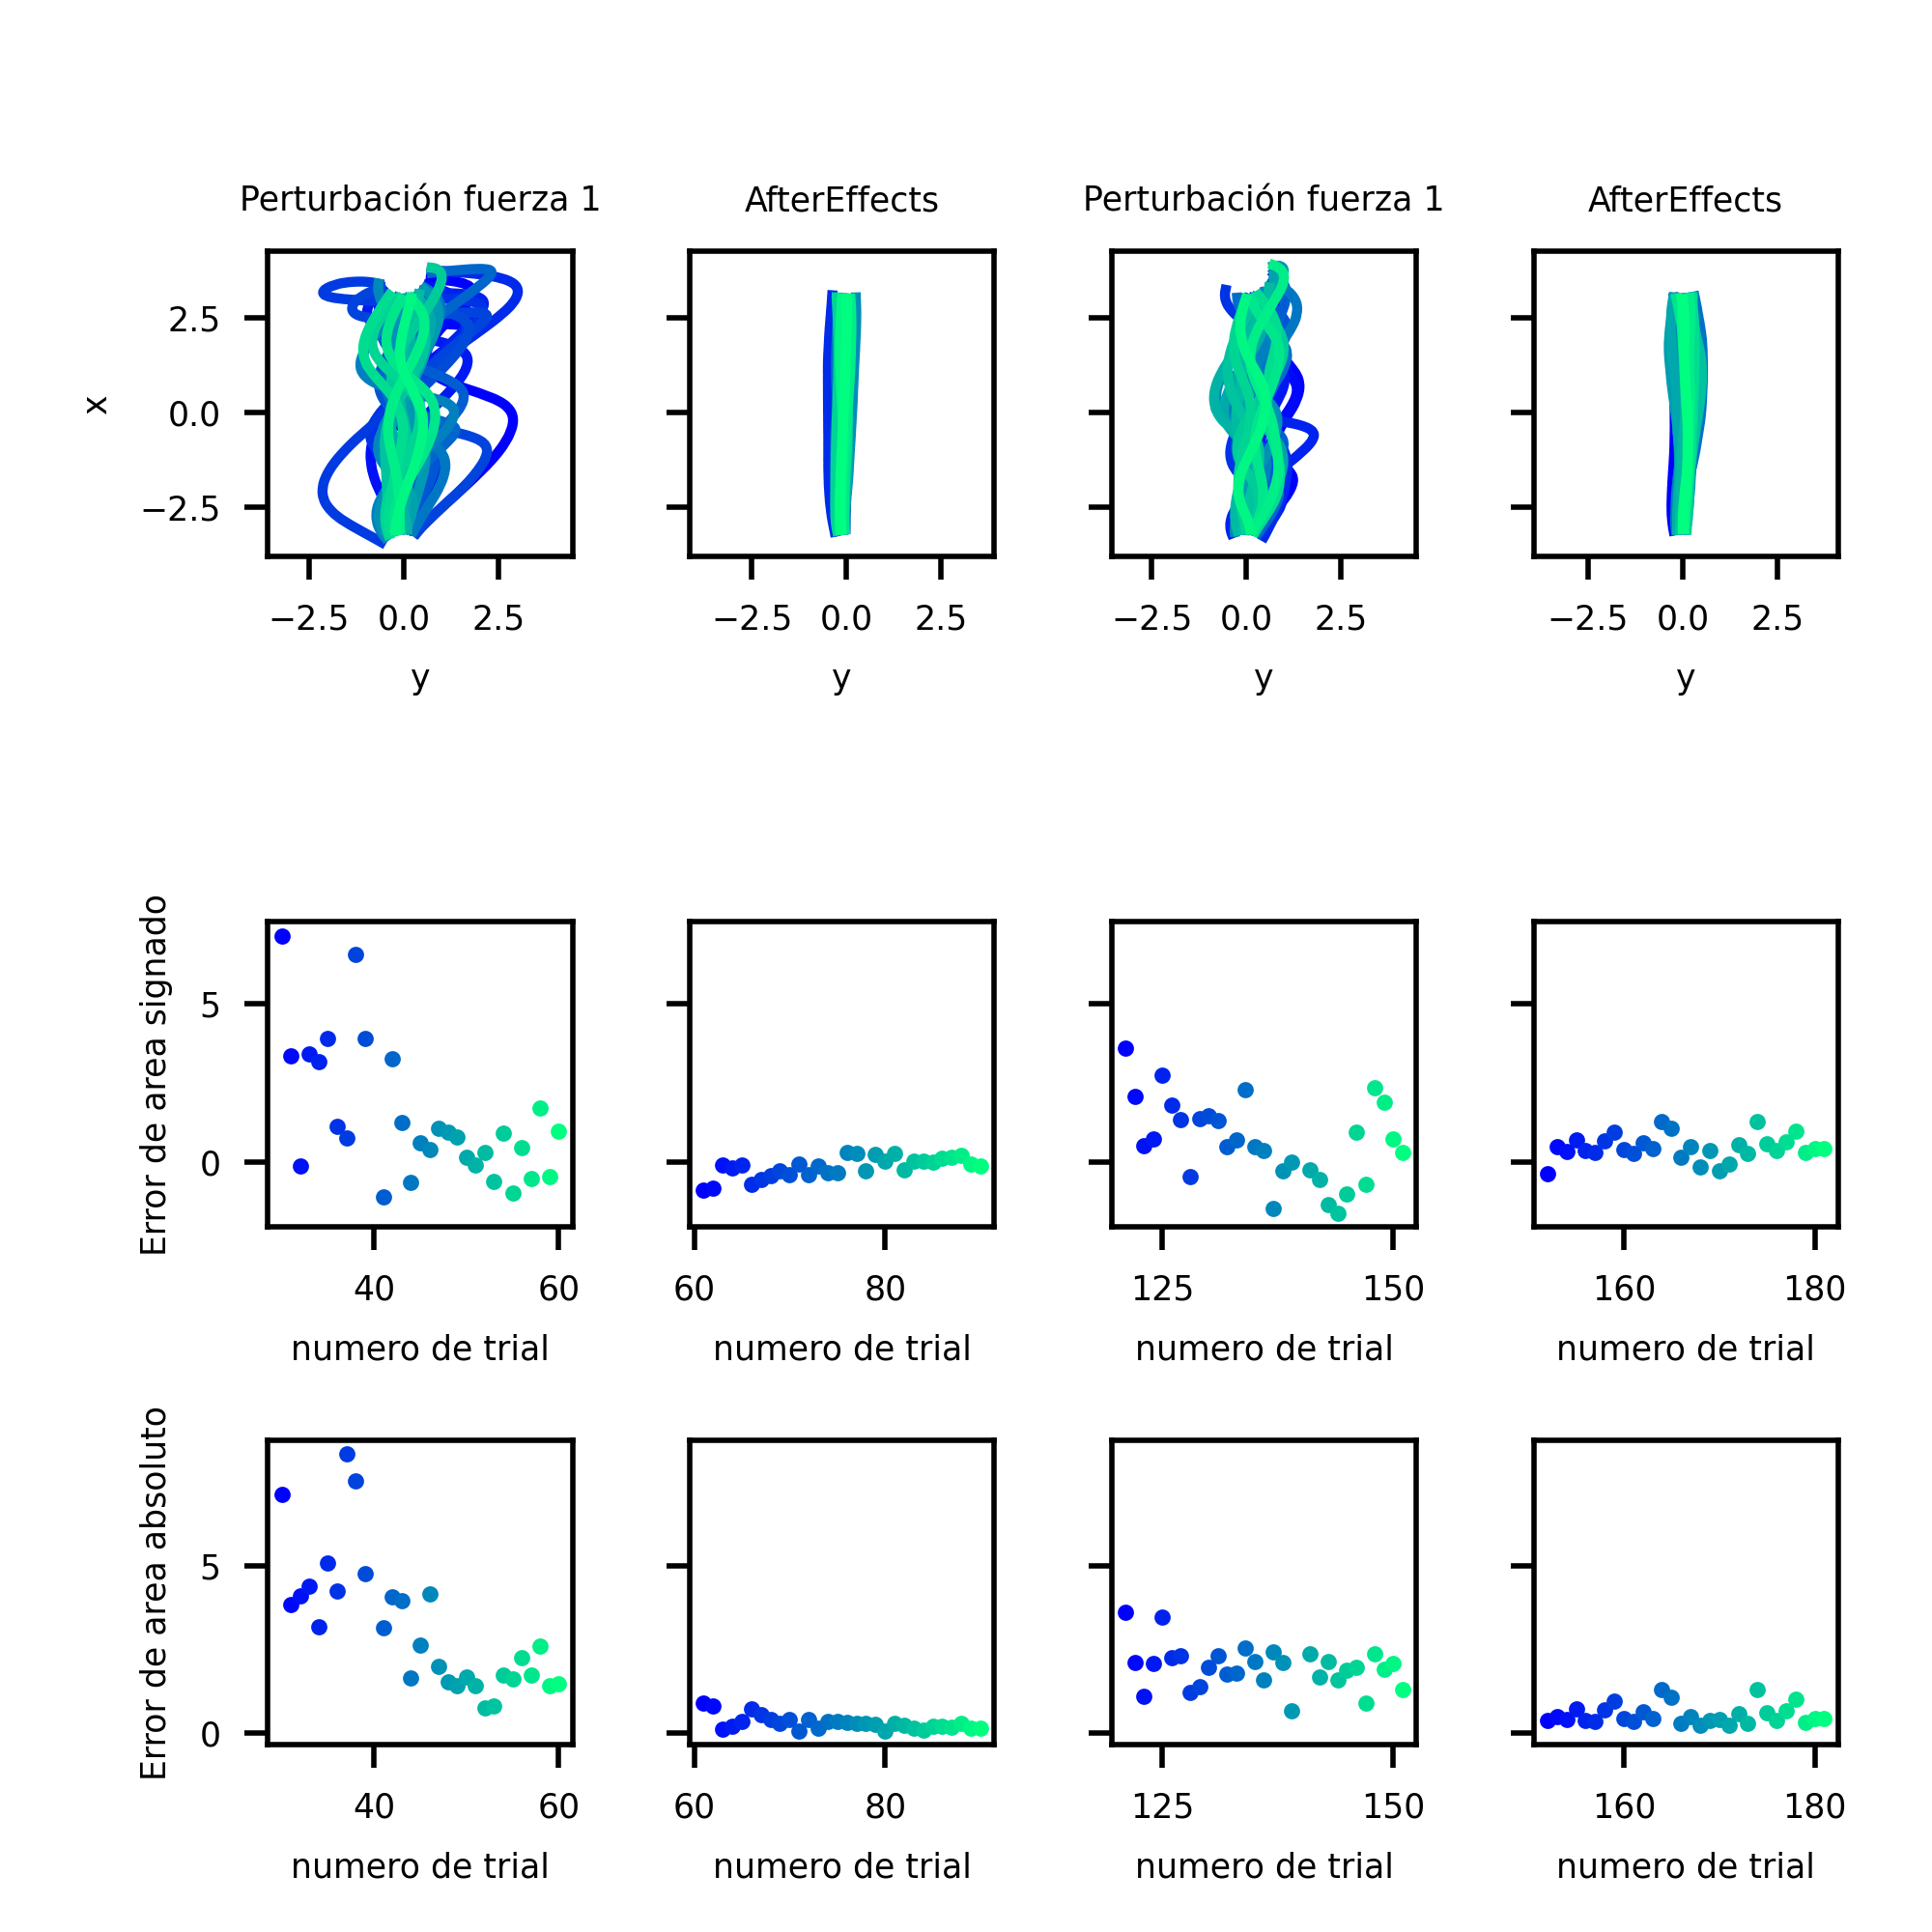 Perturbación fuerza 1
AfterEffects
Perturbación fuerza 1
AfterEffects
x
2.5
0.0
−2.5
−2.5 0.0 2.5
−2.5 0.0 2.5
−2.5 0.0 2.5
−2.5 0.0 2.5
y
y
y
y
Error de area signado
5
0
40 60
60 80
125 150
160 180
numero de trial
numero de trial
numero de trial
numero de trial
Error de area absoluto
5
0
40 60
60 80
125 150
160 180
numero de trial
numero de trial
numero de trial
numero de trial